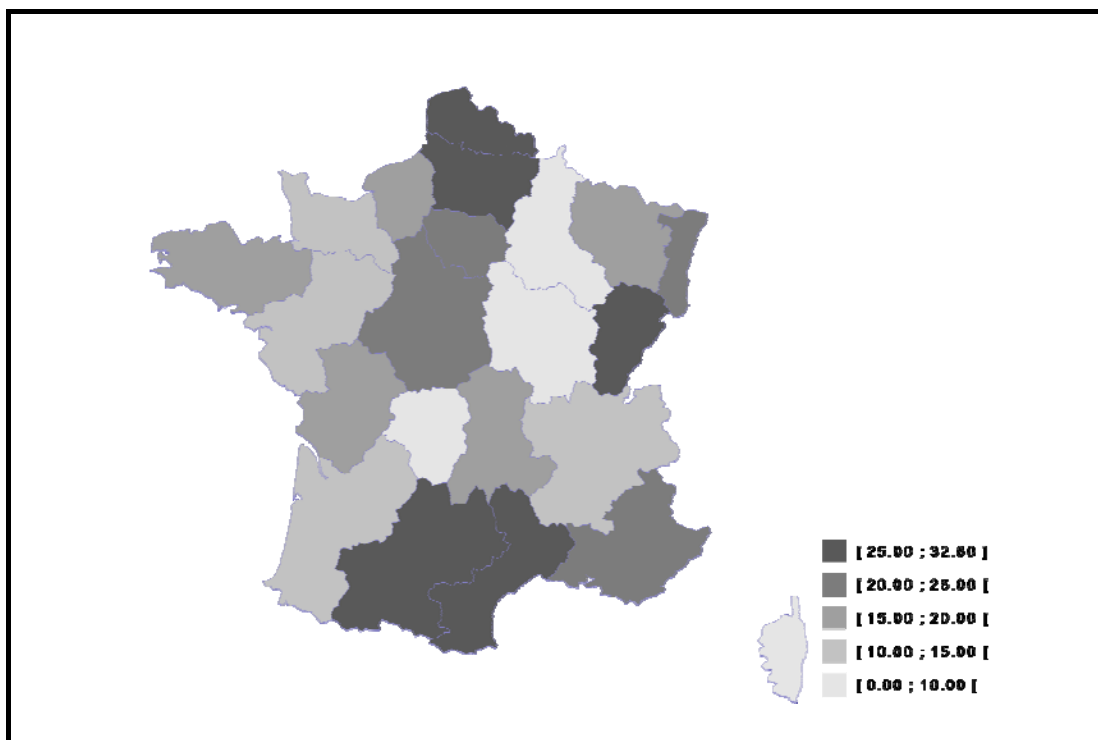 [ 25.00 ; 32.60 ]
[ 20.00 ; 25.00 [
[ 15.00 ; 20.00 [
[ 10.00 ; 15.00 [
[ 0.00 ; 10.00 [